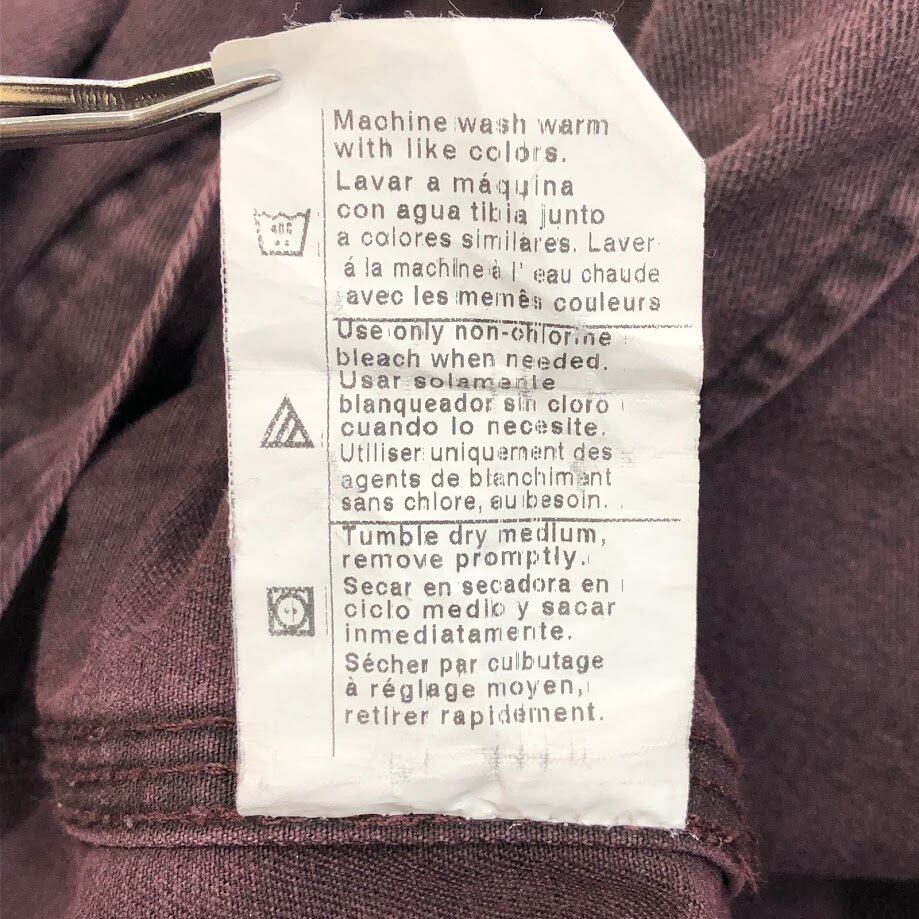 Machine wash warm
with like colors.
Lavar a máquina
con agua tibia junto
a colores similares. Laver
á la machine à l' eau chaude
avec les memês couleurs
Use only non-chlorine
bleach when needed.
Usar solamente
blanqueador sin cloro
cuando lo necesite.
Utiliser uniquement des
agents de blanchiment
sans chlore, au besoin.
Tumble dry medium,
remove promptly.
Secar en secadora en
ciclo medio y sacar
inmediatamente.
Sécher par culbutage
à réglage moyen,
retirer rapidement.